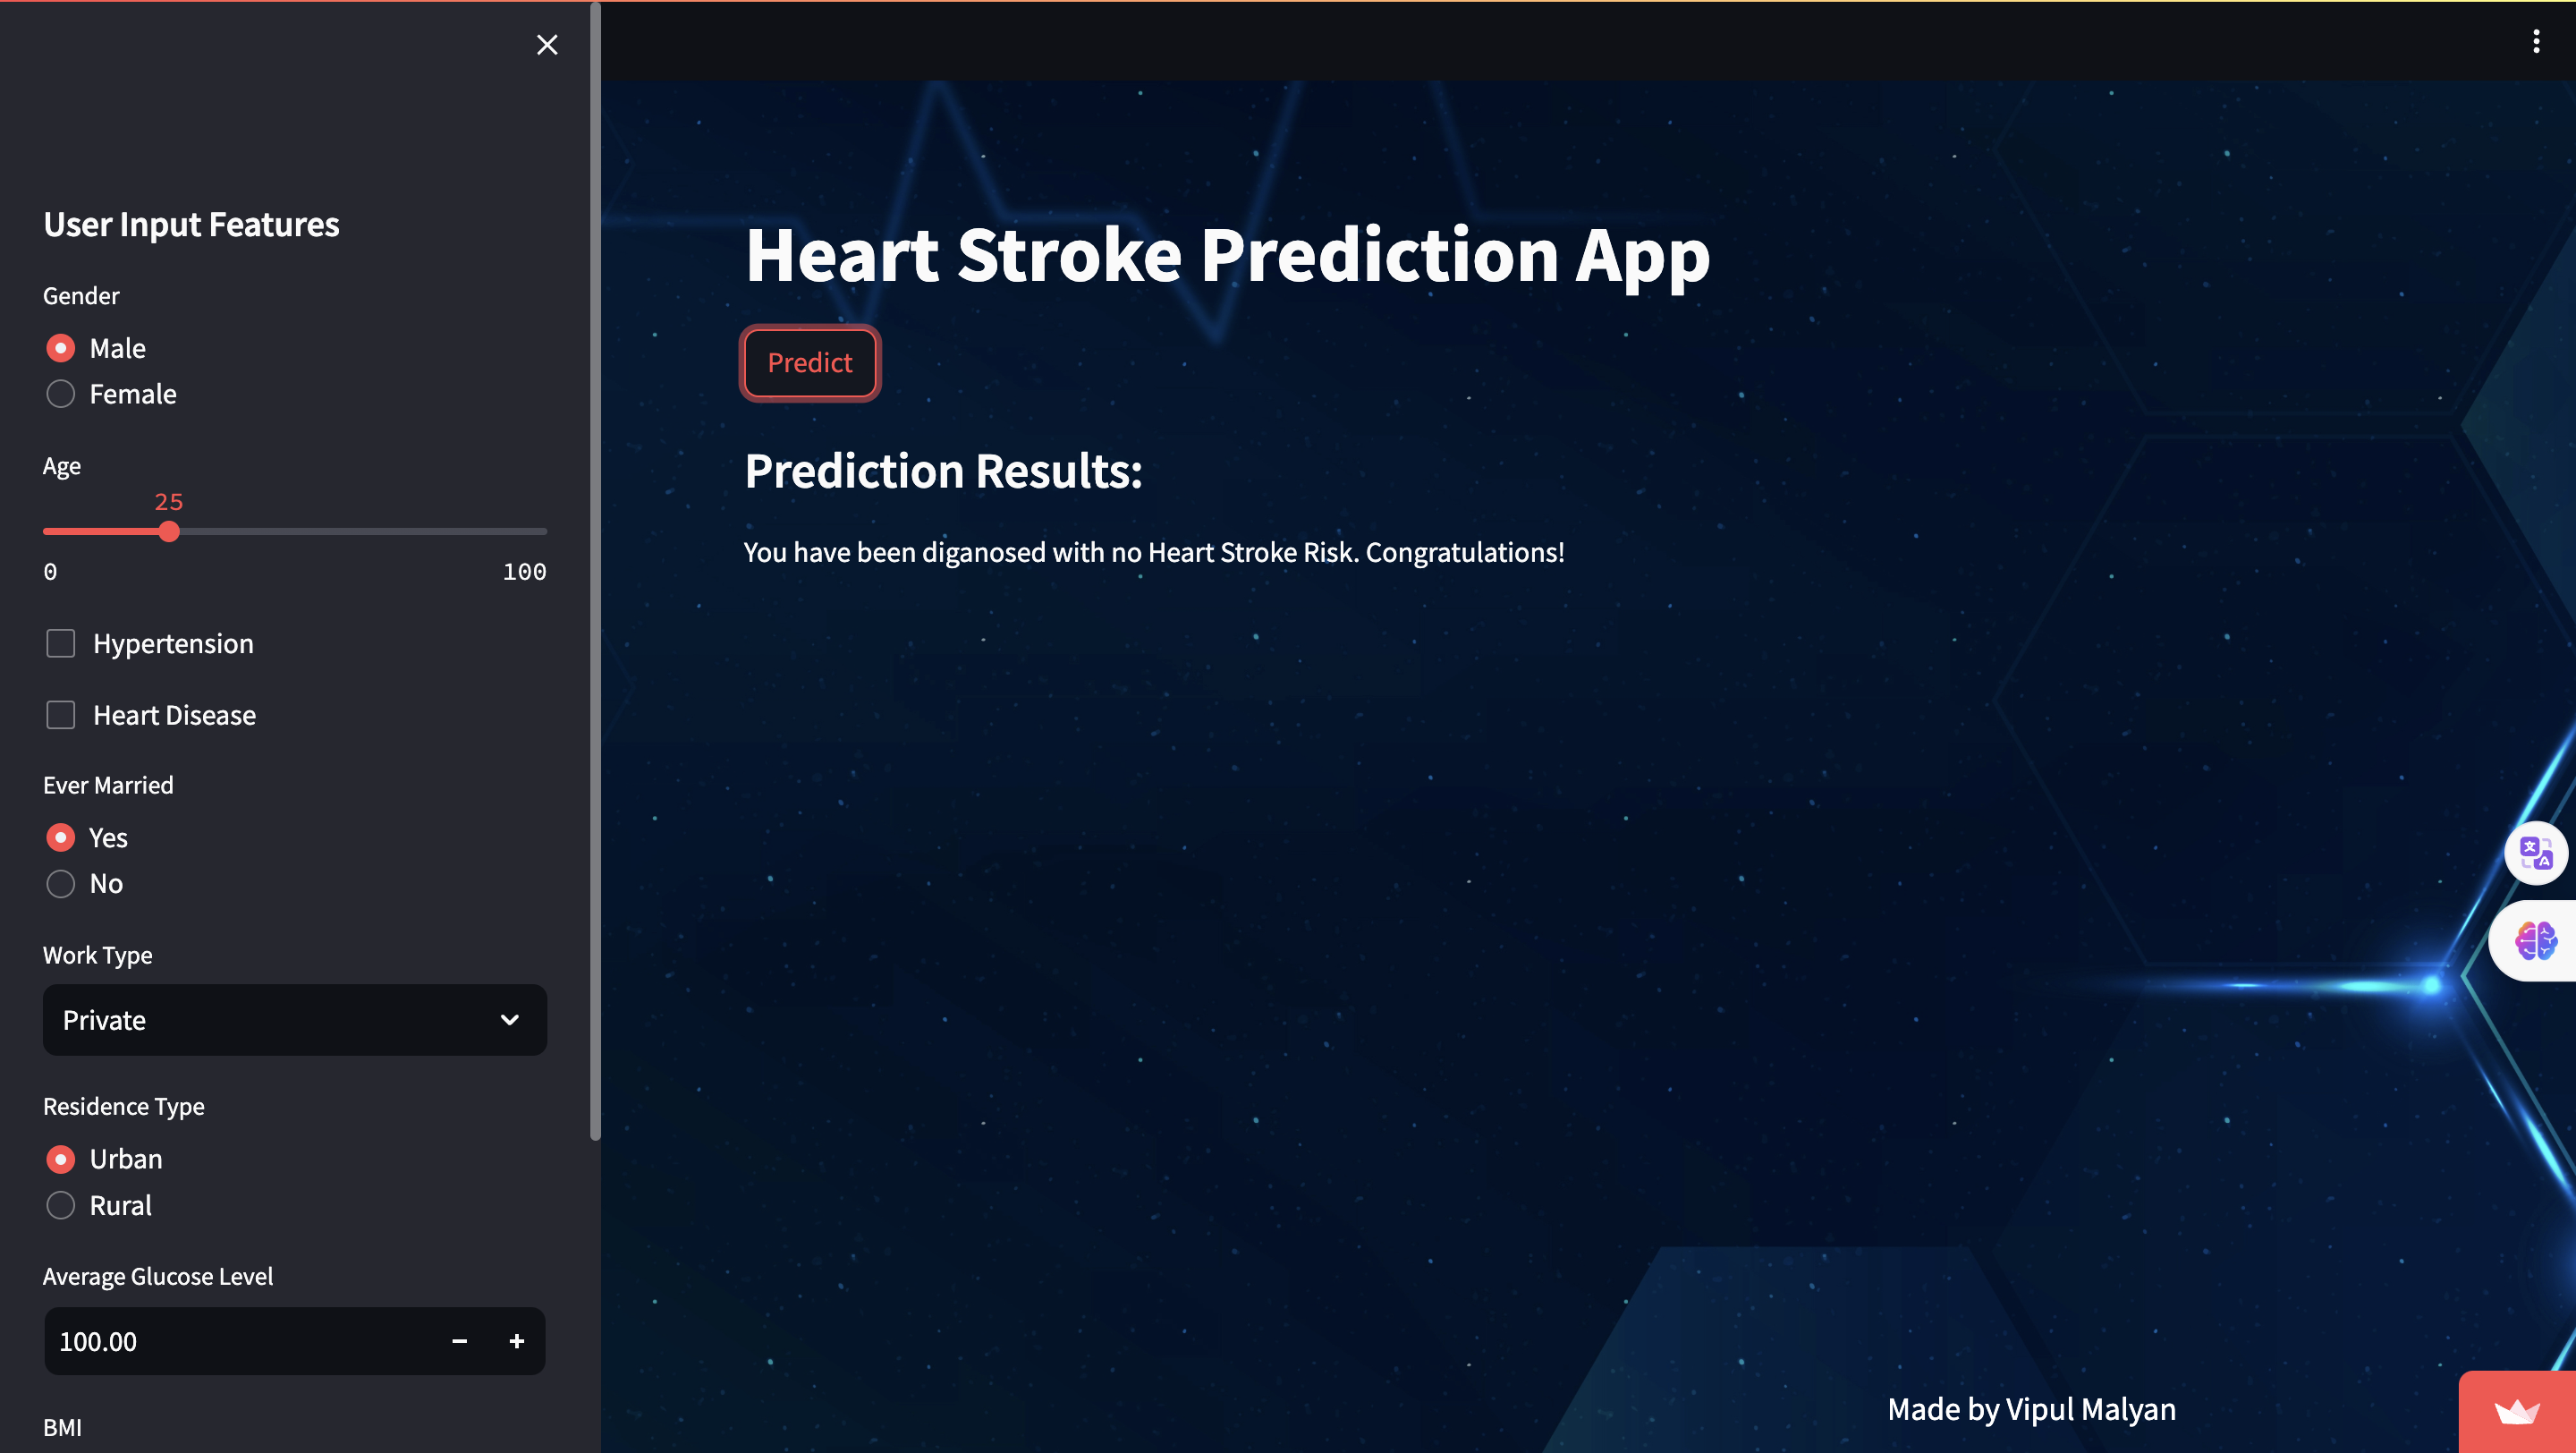 User Input Features
Gender
Male
Female
Age
25
0 100
Hypertension
Heart Disease
Ever Married
Yes
No
Work Type
Private
Residence Type
Urban
Rural
Average Glucose Level
100.00
BMI
Heart Stroke Prediction App
Predict
Prediction Results:
You have been diganosed with no Heart Stroke Risk. Congratulations!
文
A
Made by Vipul Malyan